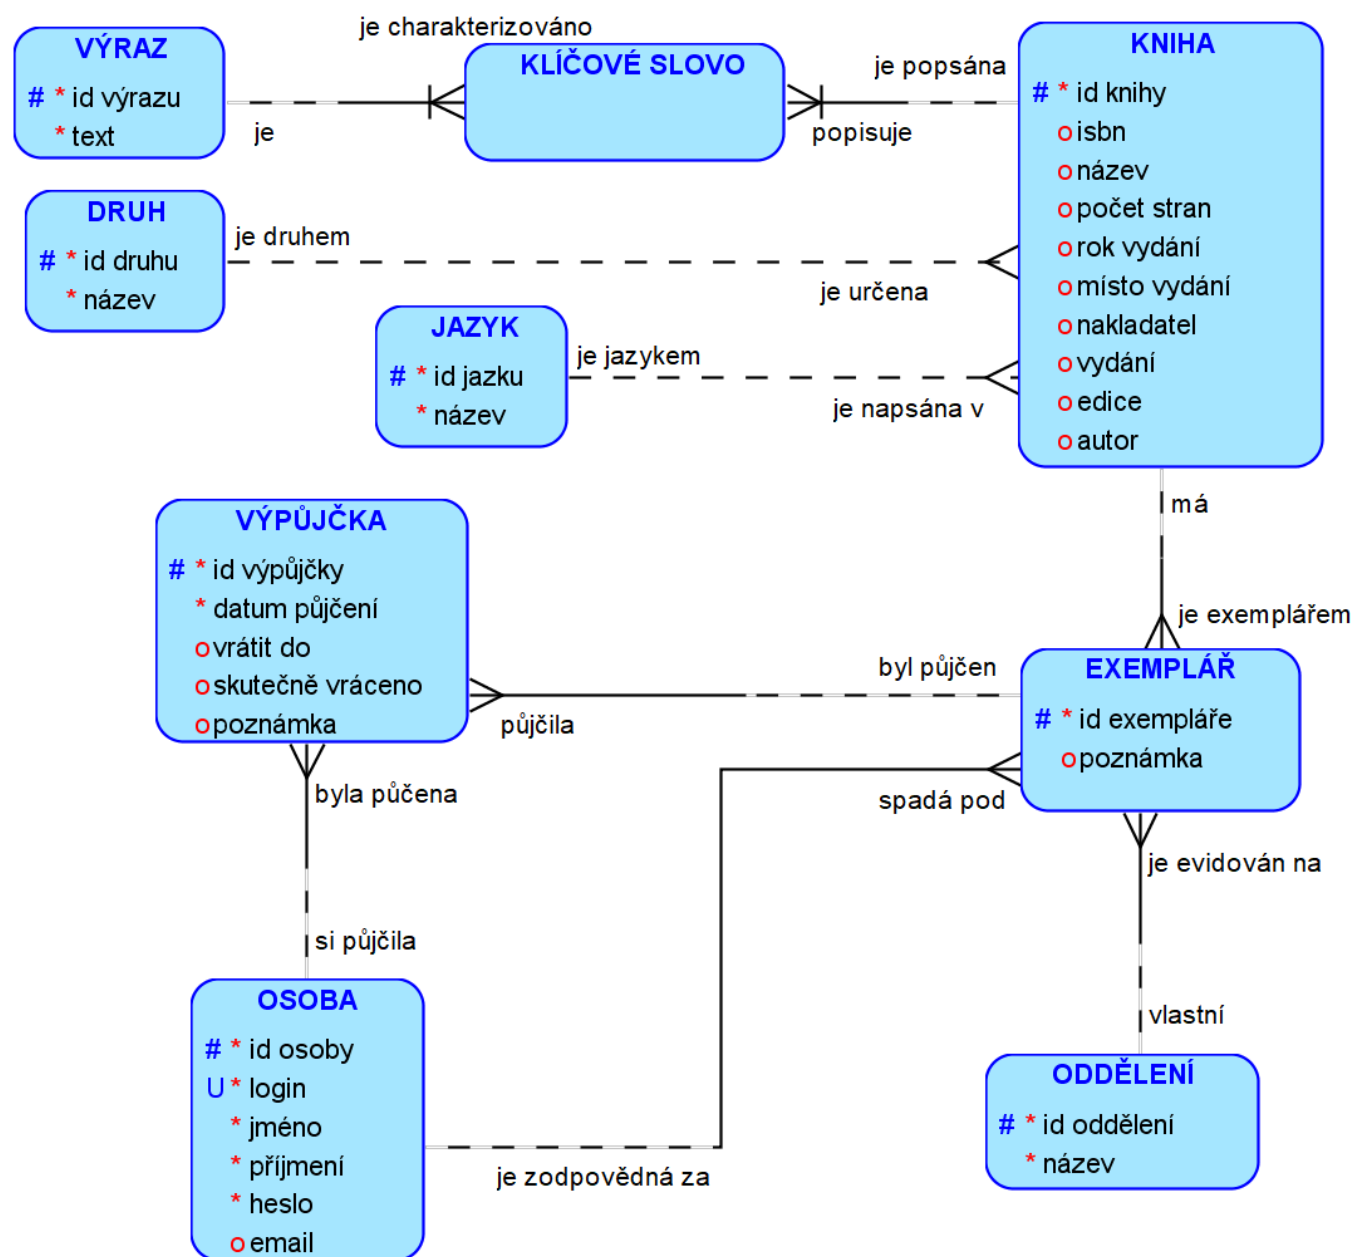 je charakterizováno
VÝRAZ
# * id výrazu
* text
je
KLÍČOVÉ SLOVO
je popsána
popisuje
KNIHA
# * id knihy
o isbn
o název
o počet stran
o rok vydání
o místo vydání
o nakladatel
o vydání
o edice
o autor
DRUH
# * id druhu
* název
je druhem
je určena
JAZYK
# * id jazku
* název
je jazykem
je napsána v
má
je exemplářem
VÝPŮJČKA
# * id výpůjčky
* datum půjčení
o vrátit do
o skutečně vráceno
o poznámka
byl půjčen
půjčila
EXEMPLÁŘ
# * id exempláře
o poznámka
byla půčena
spadá pod
je evidován na
si půjčila
vlastní
OSOBA
# * id osoby
U * login
* jméno
* příjmení
* heslo
o email
je zodpovědná za
ODDĚLENÍ
# * id oddělení
* název